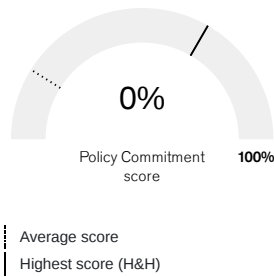 0%
Policy Commitment 100%
score
Average score
Highest score (H&H)